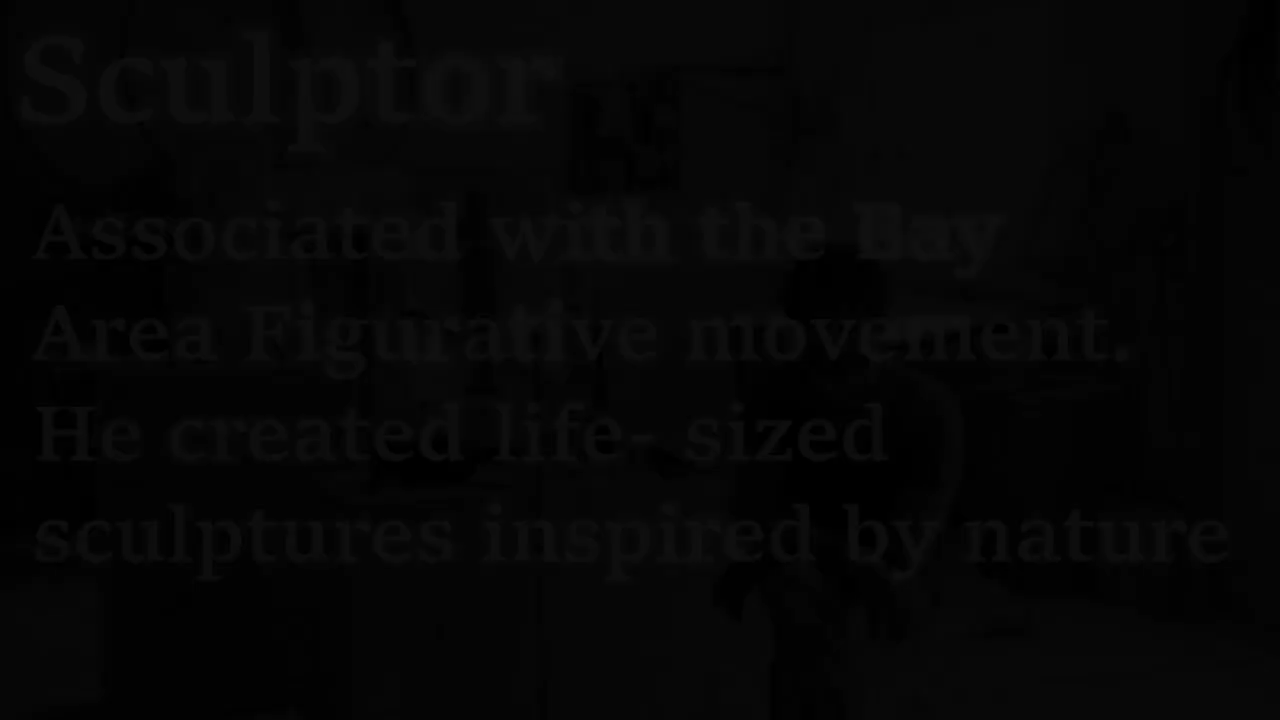 Sculptor
Associated with the Bay
Area Figurative movement.
He created life- sized
sculptures inspired by nature